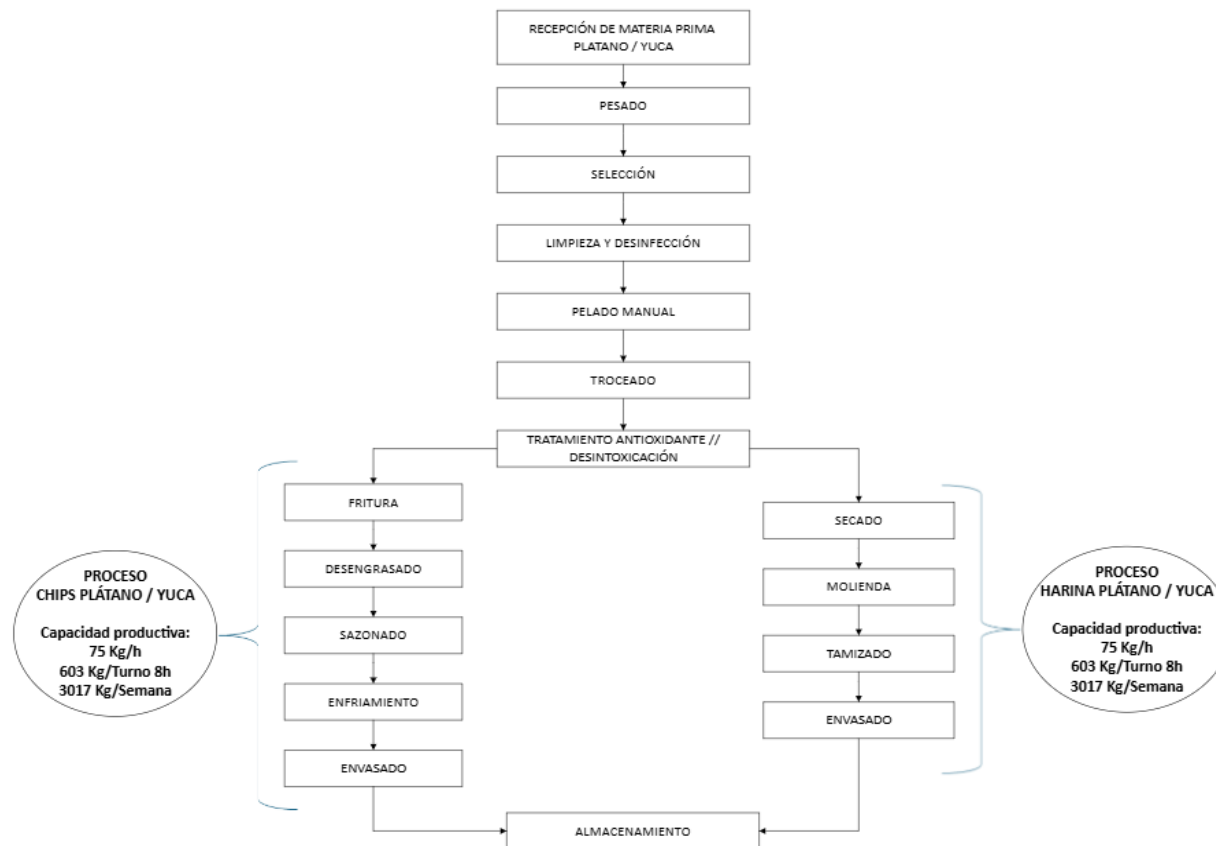 RECEPCIÓN DE MATERIA PRIMA
PLATANO / YUCA
PESADO
SELECCIÓN
LIMPIEZA Y DESINFECCIÓN
PELADO MANUAL
TROCEADO
TRATAMIENTO ANTIOXIDANTE //
DESINTOXICACIÓN
FRITURA
DESENGRASADO
SAZONADO
ENFRIAMIENTO
ENVASADO
PROCESO
CHIPS PLÁTANO / YUCA
Capacidad productiva:
75 Kg/h
603 Kg/Turno 8h
3017 Kg/Semana
SECADO
MOLIENDA
TAMIZADO
ENVASADO
PROCESO
HARINA PLÁTANO / YUCA
Capacidad productiva:
75 Kg/h
603 Kg/Turno 8h
3017 Kg/Semana
ALMACENAMIENTO